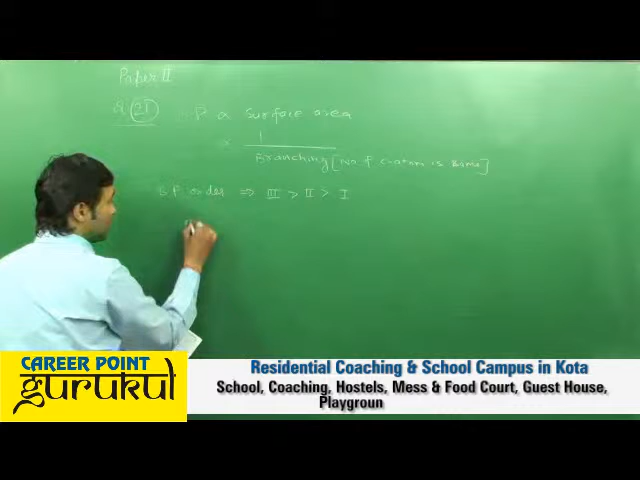 Paper II
Q. 21 B.P ∝ surface area
∝ 1 / Branching [No. of C-atom is same]
B.P order ⇒ III > II > I
CAREER POINT
gurukul
Residential Coaching & School Campus in Kota
School, Coaching, Hostels, Mess & Food Court, Guest House,
Playgroun